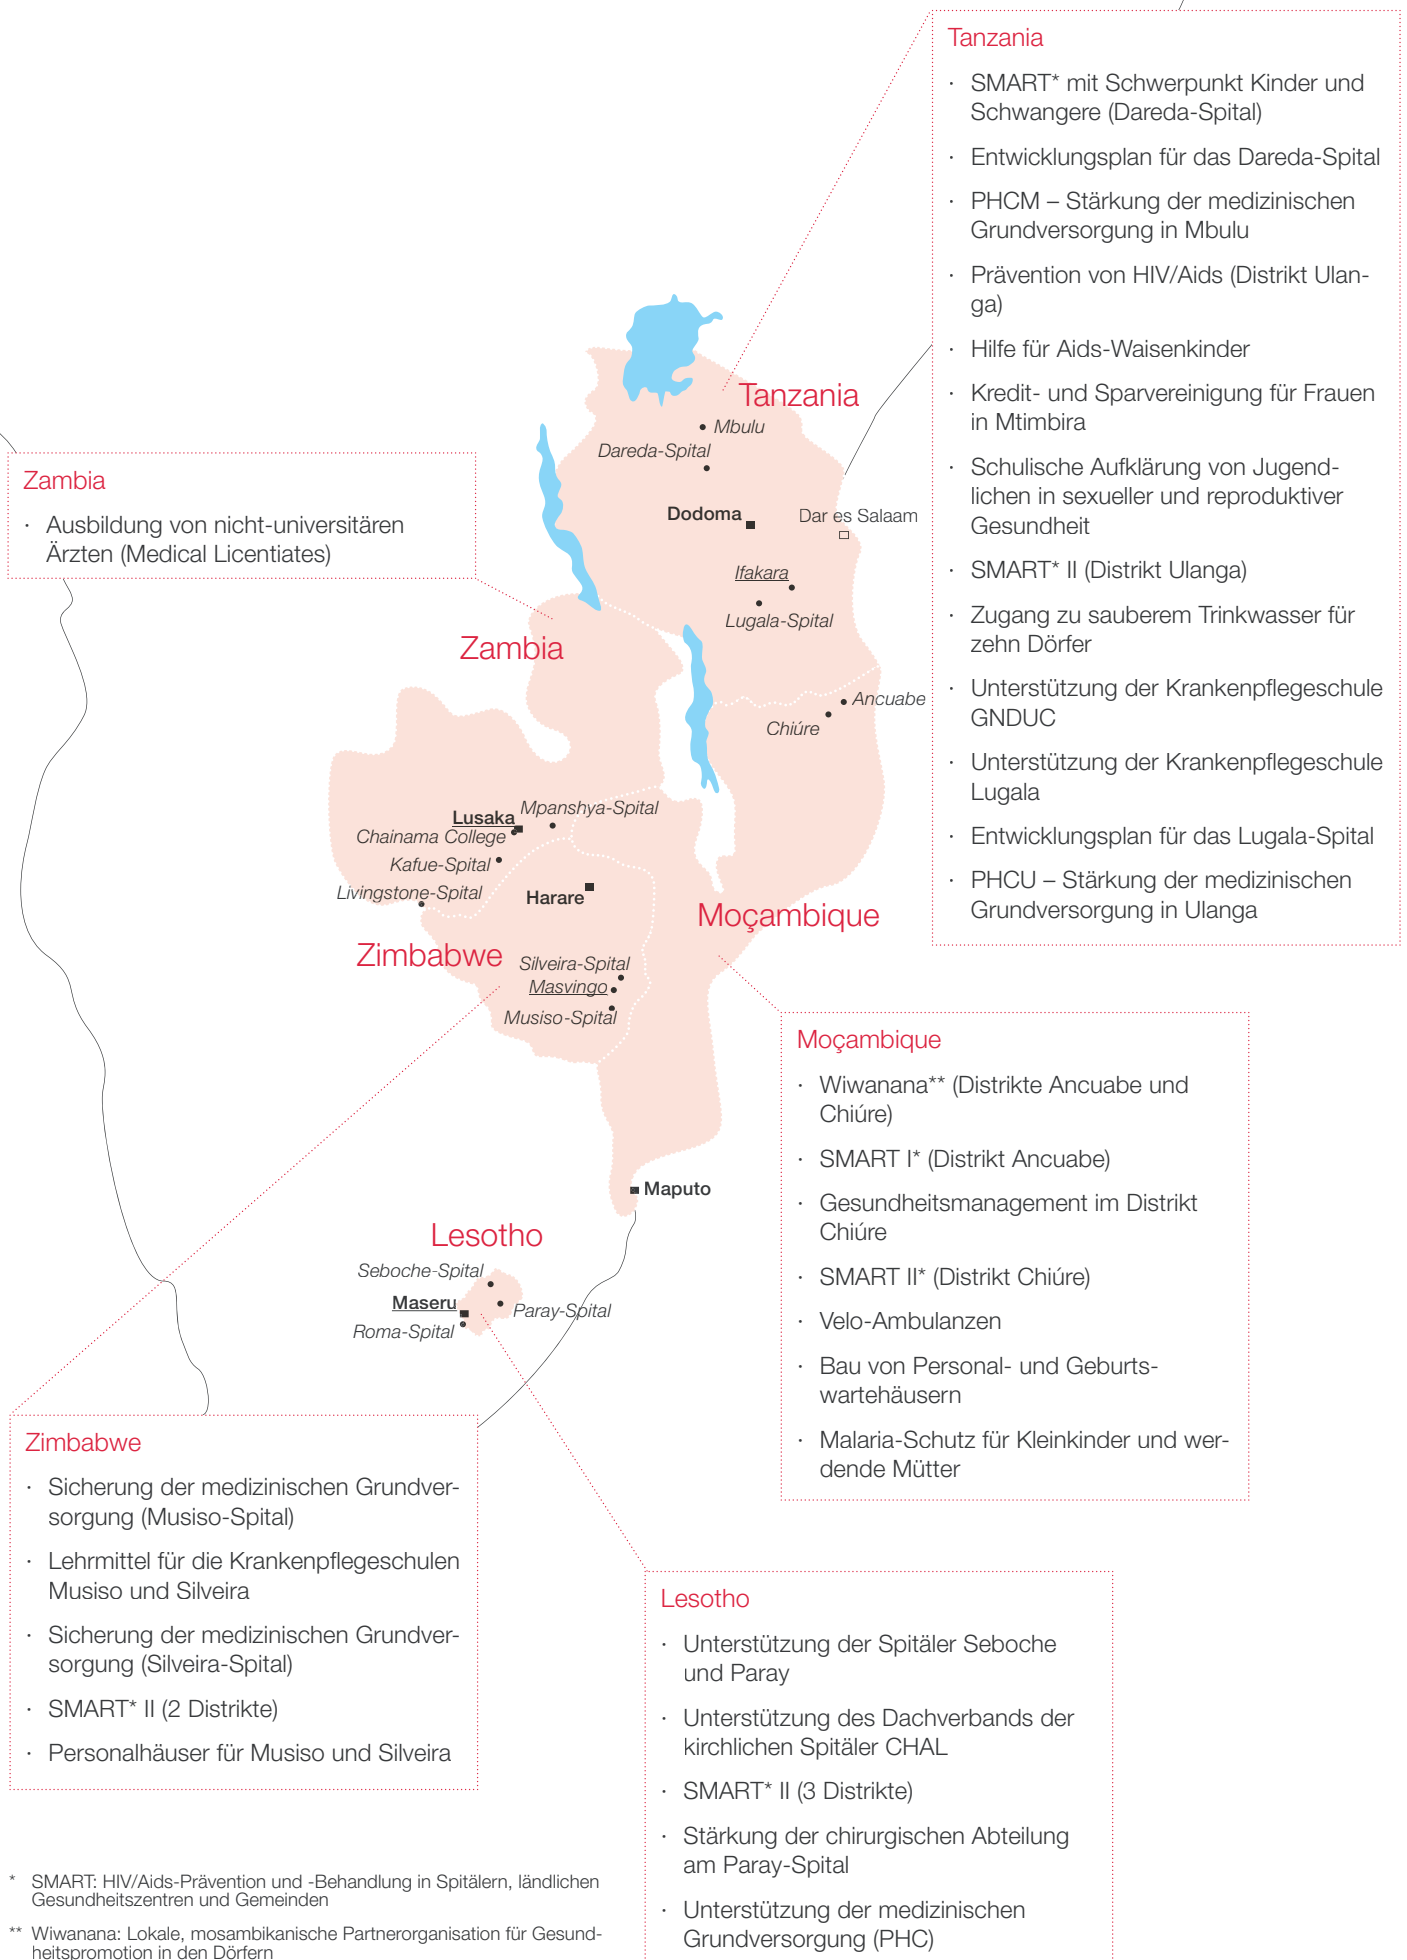 Tanzania
· SMART* mit Schwerpunkt Kinder und
Schwangere (Dareda-Spital)
· Entwicklungsplan für das Dareda-Spital
· PHCM – Stärkung der medizinischen
Grundversorgung in Mbulu
· Prävention von HIV/Aids (Distrikt Ulan-
ga)
· Hilfe für Aids-Waisenkinder
· Kredit- und Sparvereinigung für Frauen
in Mtimbira
· Schulische Aufklärung von Jugend-
lichen in sexueller und reproduktiver
Gesundheit
· SMART* II (Distrikt Ulanga)
· Zugang zu sauberem Trinkwasser für
zehn Dörfer
· Unterstützung der Krankenpflegeschule
GNDUC
· Unterstützung der Krankenpflegeschule
Lugala
· Entwicklungsplan für das Lugala-Spital
· PHCU – Stärkung der medizinischen
Grundversorgung in Ulanga
Zambia
· Ausbildung von nicht-universitären
Ärzten (Medical Licentiates)
Tanzania
Mbulu
Dareda-Spital
Dodoma
Dar es Salaam
Ifakara
Lugala-Spital
Zambia
Ancuabe
Chiúre
Mpanshya-Spital
Lusaka
Chainama College
Kafue-Spital
Livingstone-Spital
Harare
Moçambique
Zimbabwe
Silveira-Spital
Masvingo
Musiso-Spital
Maputo
Lesotho
Seboche-Spital
Maseru
Paray-Spital
Roma-Spital
Moçambique
· Wiwanana** (Distrikte Ancuabe und
Chiúre)
· SMART I* (Distrikt Ancuabe)
· Gesundheitsmanagement im Distrikt
Chiúre
· SMART II* (Distrikt Chiúre)
· Velo-Ambulanzen
· Bau von Personal- und Geburts-
wartehäusern
· Malaria-Schutz für Kleinkinder und wer-
dende Mütter
Zimbabwe
· Sicherung der medizinischen Grundver-
sorgung (Musiso-Spital)
· Lehrmittel für die Krankenpflegeschulen
Musiso und Silveira
· Sicherung der medizinischen Grundver-
sorgung (Silveira-Spital)
· SMART* II (2 Distrikte)
· Personalhäuser für Musiso und Silveira
Lesotho
· Unterstützung der Spitäler Seboche
und Paray
· Unterstützung des Dachverbands der
kirchlichen Spitäler CHAL
· SMART* II (3 Distrikte)
· Stärkung der chirurgischen Abteilung
am Paray-Spital
· Unterstützung der medizinischen
Grundversorgung (PHC)
* SMART: HIV/Aids-Prävention und -Behandlung in Spitälern, ländlichen
Gesundheitszentren und Gemeinden
** Wiwanana: Lokale, mosambikanische Partnerorganisation für Gesund-
heitspromotion in den Dörfern